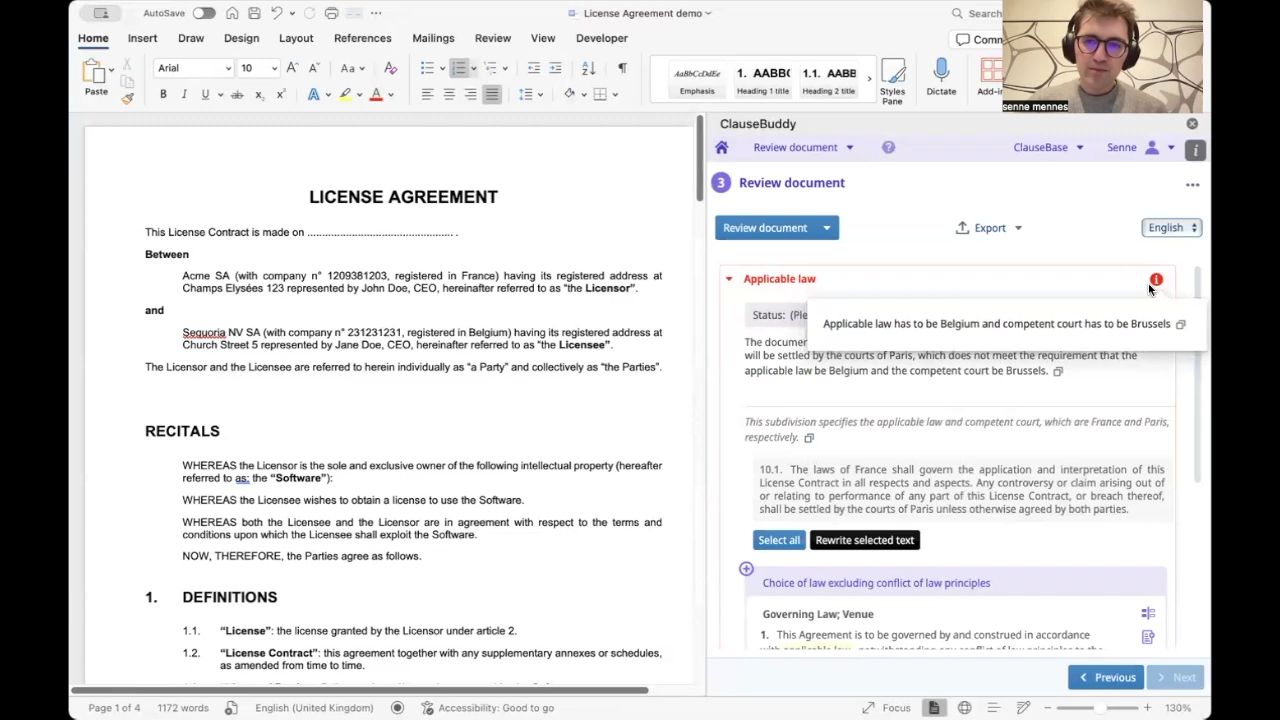 AutoSave
License Agreement demo
Search
Home Insert Draw Design Layout References Mailings Review View Developer
Comm
Paste
Arial
10
Aa
B I U ab x₂ x² A A
AaBbCcDdEe
Emphasis
1. AABBC
Heading 1 title
1.1. AABB
Heading 2 title
Styles
Pane
Dictate
Add-in
senne mennes
LICENSE AGREEMENT
This License Contract is made on .................................................. .
Between
Acme SA (with company n° 1209381203, registered in France) having its registered address at
Champs Elysées 123 represented by John Doe, CEO, hereinafter referred to as “the Licensor”.
and
Sequoria NV SA (with company n° 231231231, registered in Belgium) having its registered address at
Church Street 5 represented by Jane Doe, CEO, hereinafter referred to as “the Licensee”.
The Licensor and the Licensee are referred to herein individually as “a Party” and collectively as “the Parties”.
RECITALS
WHEREAS the Licensor is the sole and exclusive owner of the following intellectual property (hereafter
referred to as: the “Software”):
WHEREAS the Licensee wishes to obtain a license to use the Software.
WHEREAS both the Licensee and the Licensor are in agreement with respect to the terms and
conditions upon which the Licensee shall exploit the Software.
NOW, THEREFORE, the Parties agree as follows.
1. DEFINITIONS
1.1. “License”: the license granted by the Licensor under article 2.
1.2. “License Contract”: this agreement together with any supplementary annexes or schedules,
as amended from time to time.
ClauseBuddy
Review document
?
ClauseBase
Senne
i
3 Review document
Review document
Export
English
Applicable law
Status: (Ple
Applicable law has to be Belgium and competent court has to be Brussels
The documen
will be settled by the courts of Paris, which does not meet the requirement that the
applicable law be Belgium and the competent court be Brussels.
This subdivision specifies the applicable law and competent court, which are France and Paris,
respectively.
10.1. The laws of France shall govern the application and interpretation of this
License Contract in all respects and aspects. Any controversy or claim arising out of
or relating to performance of any part of this License Contract, or breach thereof,
shall be settled by the courts of Paris unless otherwise agreed by both parties.
Select all
Rewrite selected text
Choice of law excluding conflict of law principles
Governing Law; Venue
1. This Agreement is to be governed by and construed in accordance
Previous
Next
Page 1 of 4
1172 words
English (United Kingdom)
Accessibility: Good to go
Focus
130%